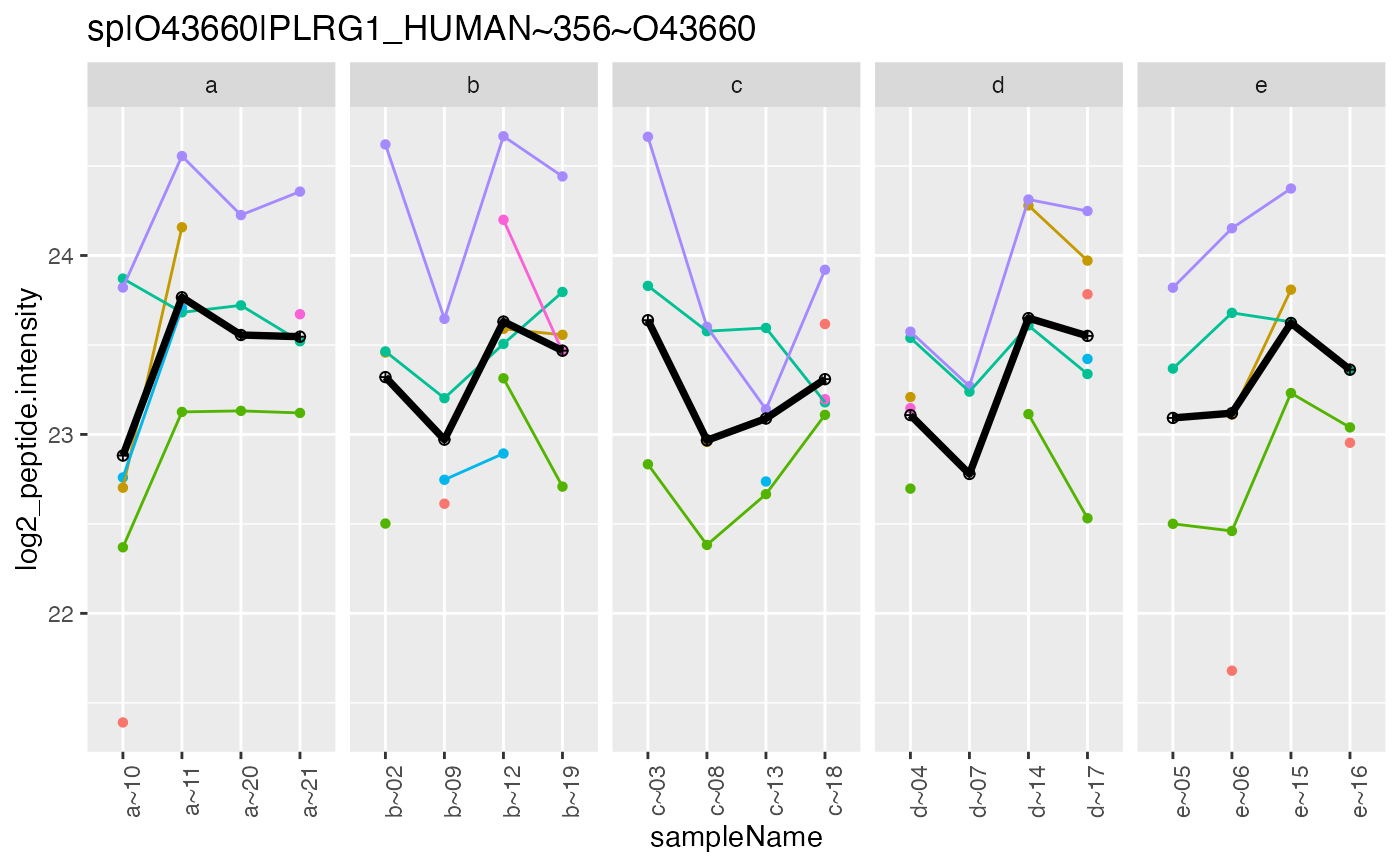 sp|O43660|PLRG1_HUMAN~356~O43660
a b c d e
log2_peptide.intensity
24
23
22
a~10 a~11 a~20 a~21 b~02 b~09 b~12 b~19 c~03 c~08 c~13 c~18 d~04 d~07 d~14 d~17 e~05 e~06 e~15 e~16
sampleName